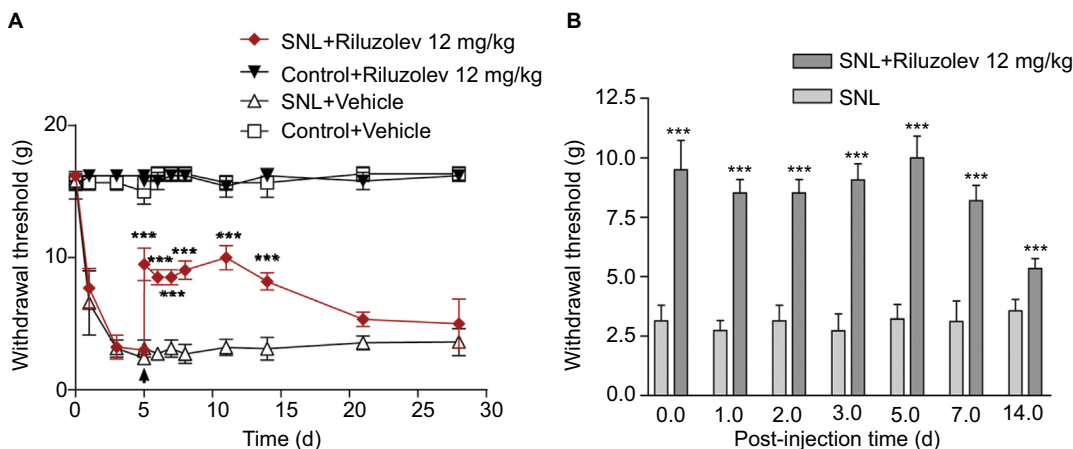 A
SNL+Riluzolev 12 mg/kg
Control+Riluzolev 12 mg/kg
SNL+Vehicle
Control+Vehicle
20
10
0
Withdrawal threshold (g)
***
***
***
***
***
***
0 5 10 15 20 25 30
Time (d)
B
SNL+Riluzolev 12 mg/kg
SNL
12.5
10.0
7.5
5.0
2.5
0.0
Withdrawal threshold (g)
***
***
***
***
***
***
***
0.0 1.0 2.0 3.0 5.0 7.0 14.0
Post-injection time (d)